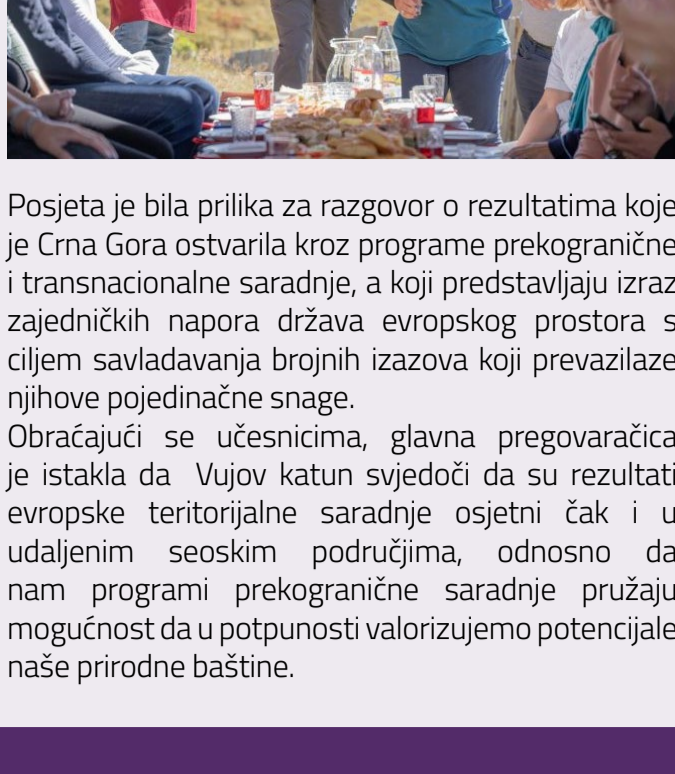 Posjeta je bila prilika za razgovor o rezultatima koje
je Crna Gora ostvarila kroz programe prekogranične
i transnacionalne saradnje, a koji predstavljaju izraz
zajedničkih napora država evropskog prostora s
ciljem savladavanja brojnih izazova koji prevazilaze
njihove pojedinačne snage.
Obraćajući se učesnicima, glavna pregovaračica
je istakla da Vujov katun svjedoči da su rezultati
evropske teritorijalne saradnje osjetni čak i u
udaljenim seoskim područjima, odnosno da
nam programi prekogranične saradnje pružaju
mogućnost da u potpunosti valorizujemo potencijale
naše prirodne baštine.